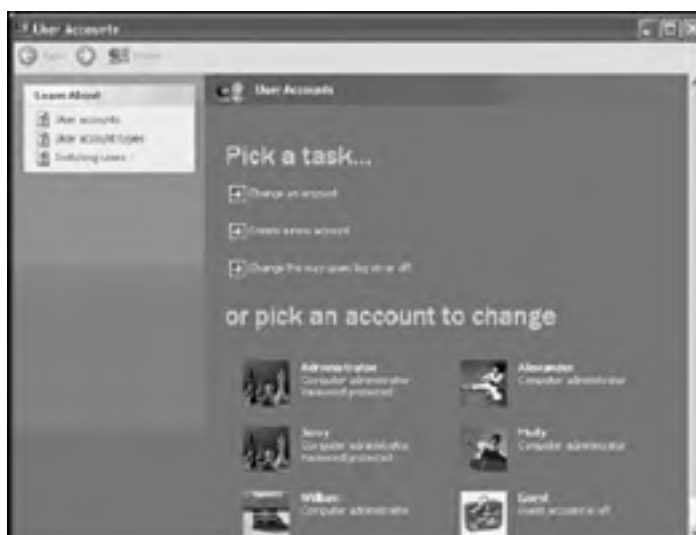 User Accounts
Back Home
Learn About
User accounts
User account types
Switching users
User Accounts
Pick a task...
Change an account
Create a new account
Change the way users log on or off
or pick an account to change
Administrator
Computer administrator
Password protected
Alexander
Computer administrator
Jerry
Computer administrator
Password protected
Molly
Computer administrator
William
Computer administrator
Guest
Guest account is off